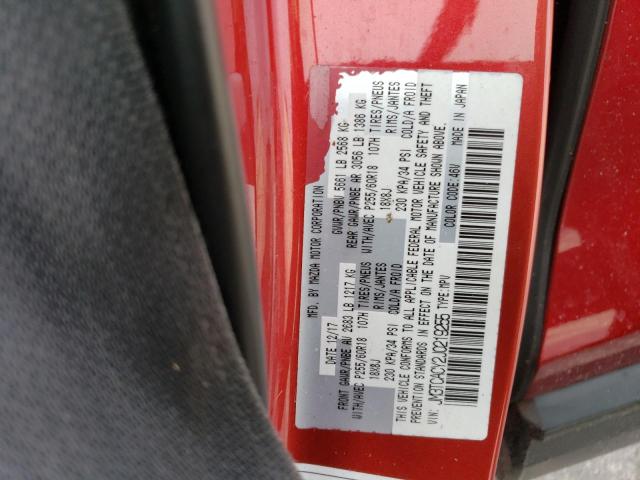 MFD. BY MAZDA MOTOR CORPORATION
DATE 12/17 GVWR/PNBV 5661 LB 2568 KG
FRONT GAWR/PNBE AV 2683 LB 1217 KG REAR GAWR/PNBE AR 3056 LB 1386 KG
WITH/AVEC P255/60R18 107H TIRES/PNEUS WITH/AVEC P255/60R18 107H TIRES/PNEUS
18X8J RIMS/JANTES 18X8J RIMS/JANTES
230 KPA/34 PSI COLD/A FROID 230 KPA/34 PSI COLD/A FROID
THIS VEHICLE CONFORMS TO ALL APPLICABLE FEDERAL MOTOR VEHICLE SAFETY AND THEFT
PREVENTION STANDARDS IN EFFECT ON THE DATE OF MANUFACTURE SHOWN ABOVE.
VIN: JM3TCACY2J0219255 TYPE: MPV COLOR CODE: 46V MADE IN JAPAN